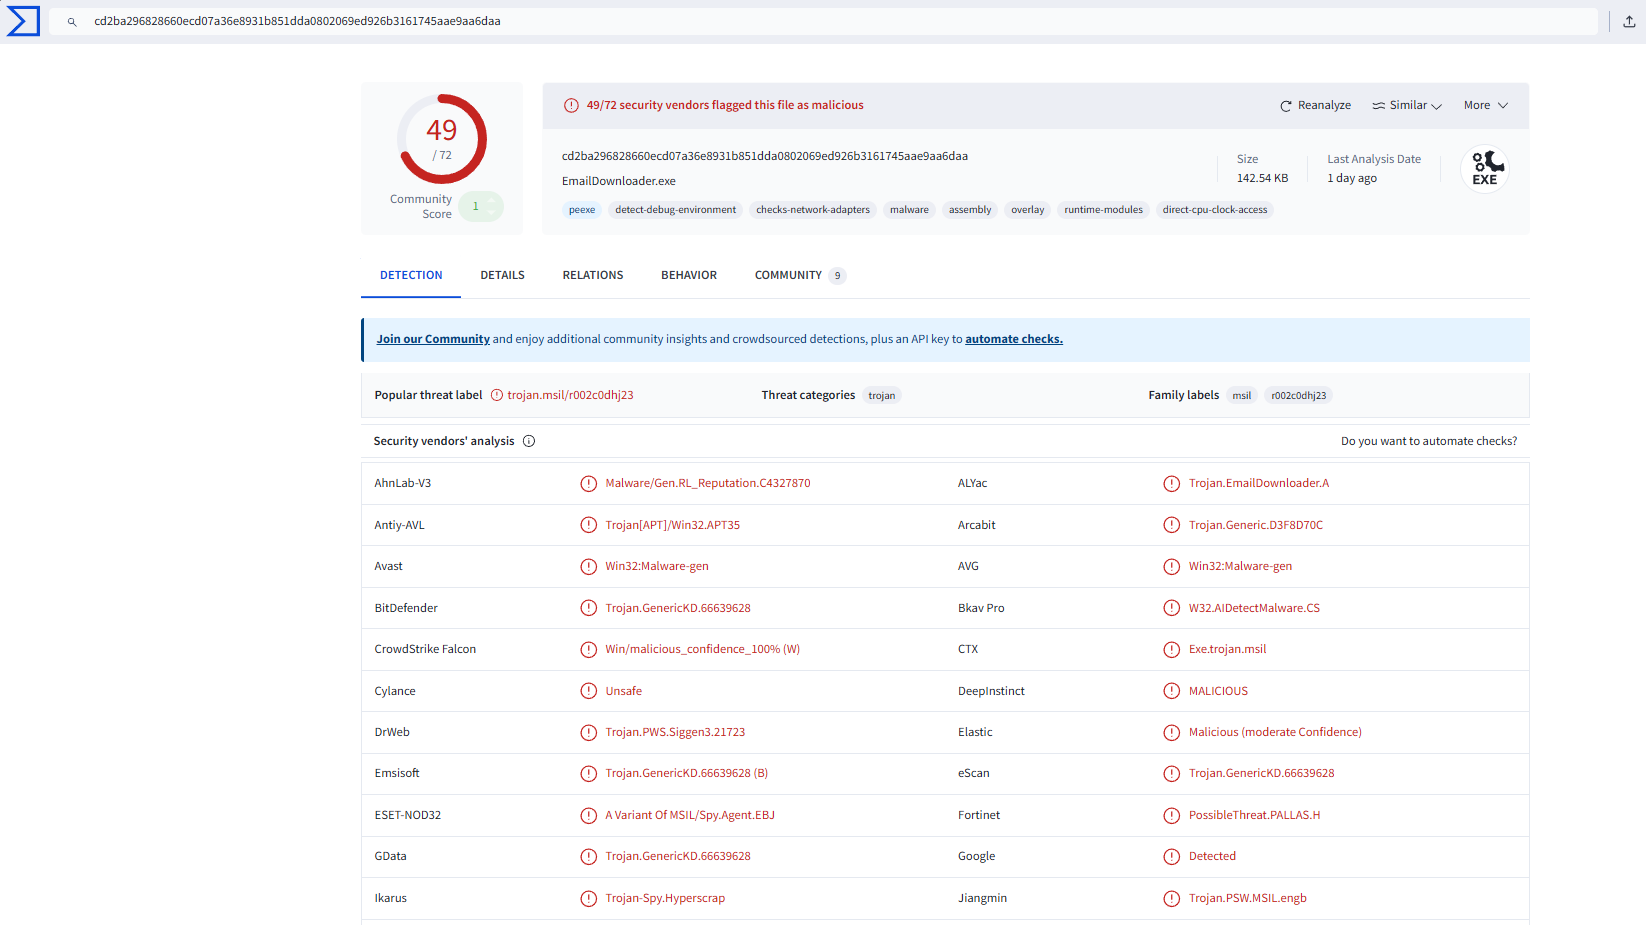 cd2ba296828660ecd07a36e8931b851dda0802069ed926b3161745aae9aa6daa
49
/ 72
Community
Score
1
49/72 security vendors flagged this file as malicious
Reanalyze
Similar
More
cd2ba296828660ecd07a36e8931b851dda0802069ed926b3161745aae9aa6daa
EmailDownloader.exe
Size
142.54 KB
Last Analysis Date
1 day ago
EXE
peexe
detect-debug-environment
checks-network-adapters
malware
assembly
overlay
runtime-modules
direct-cpu-clock-access
DETECTION
DETAILS
RELATIONS
BEHAVIOR
COMMUNITY 9
Join our Community and enjoy additional community insights and crowdsourced detections, plus an API key to automate checks.
Popular threat label trojan.msil/r002c0dhj23
Threat categories trojan
Family labels msil r002c0dhj23
Security vendors' analysis
Do you want to automate checks?
AhnLab-V3 Malware/Gen.RL_Reputation.C4327870 ALYac Trojan.EmailDownloader.A
Antiy-AVL Trojan[APT]/Win32.APT35 Arcabit Trojan.Generic.D3F8D70C
Avast Win32:Malware-gen AVG Win32:Malware-gen
BitDefender Trojan.GenericKD.66639628 Bkav Pro W32.AIDetectMalware.CS
CrowdStrike Falcon Win/malicious_confidence_100% (W) CTX Exe.trojan.msil
Cylance Unsafe DeepInstinct MALICIOUS
DrWeb Trojan.PWS.Siggen3.21723 Elastic Malicious (moderate Confidence)
Emsisoft Trojan.GenericKD.66639628 (B) eScan Trojan.GenericKD.66639628
ESET-NOD32 A Variant Of MSIL/Spy.Agent.EBJ Fortinet PossibleThreat.PALLAS.H
GData Trojan.GenericKD.66639628 Google Detected
Ikarus Trojan-Spy.Hyperscrap Jiangmin Trojan.PSW.MSIL.engb